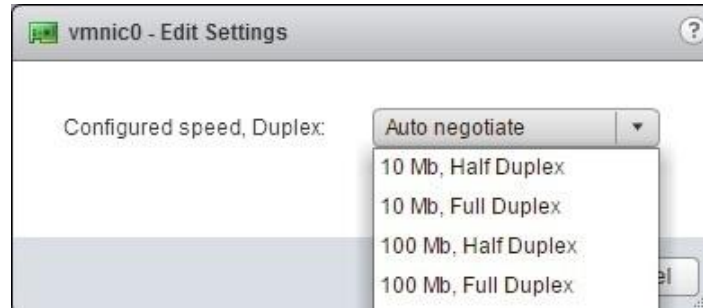 vmnic0 - Edit Settings
?
Configured speed, Duplex:
Auto negotiate
10 Mb, Half Duplex
10 Mb, Full Duplex
100 Mb, Half Duplex
100 Mb, Full Duplex